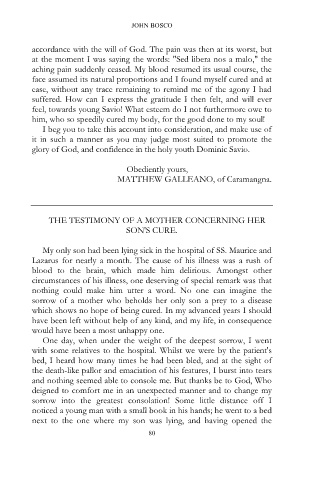 JOHN BOSCO
accordance with the will of God. The pain was then at its worst, but
at the moment I was saying the words: "Sed libera nos a malo," the
aching pain suddenly ceased. My blood resumed its usual course, the
face assumed its natural proportions and I found myself cured and at
ease, without any trace remaining to remind me of the agony I had
suffered. How can I express the gratitude I then felt, and will ever
feel, towards young Savio! What esteem do I not furthermore owe to
him, who so speedily cured my body, for the good done to my soul!
I beg you to take this account into consideration, and make use of
it in such a manner as you may judge most suited to promote the
glory of God, and confidence in the holy youth Dominic Savio.
Obediently yours,
MATTHEW GALLEANO, of Caramangna.
THE TESTIMONY OF A MOTHER CONCERNING HER
SON'S CURE.
My only son had been lying sick in the hospital of SS. Maurice and
Lazarus for nearly a month. The cause of his illness was a rush of
blood to the brain, which made him delirious. Amongst other
circumstances of his illness, one deserving of special remark was that
nothing could make him utter a word. No one can imagine the
sorrow of a mother who beholds her only son a prey to a disease
which shows no hope of being cured. In my advanced years I should
have been left without help of any kind, and my life, in consequence
would have been a most unhappy one.
One day, when under the weight of the deepest sorrow, I went
with some relatives to the hospital. Whilst we were by the patient's
bed, I heard how many times he had been bled, and at the sight of
the death-like pallor and emaciation of his features, I burst into tears
and nothing seemed able to console me. But thanks be to God, Who
deigned to comfort me in an unexpected manner and to change my
sorrow into the greatest consolation! Some little distance off I
noticed a young man with a small book in his hands; he went to a bed
next to the one where my son was lying, and having opened the
80